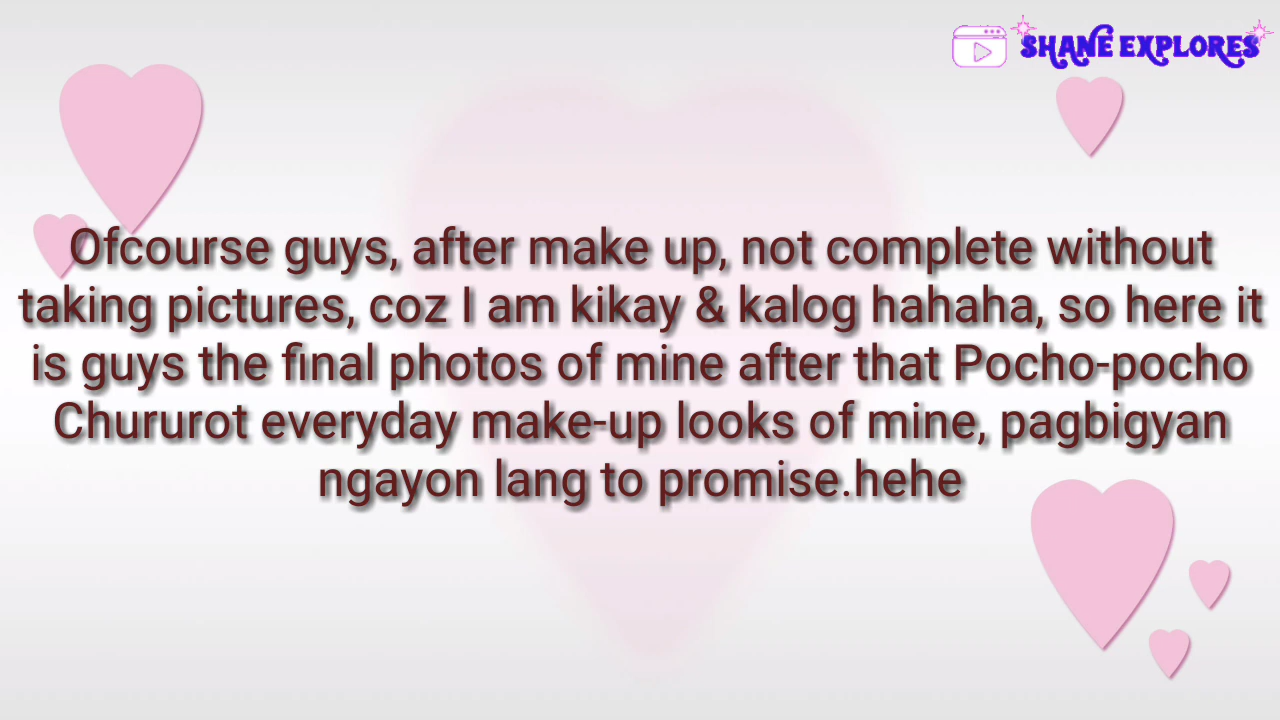 SHANE EXPLORES
Ofcourse guys, after make up, not complete without
taking pictures, coz I am kikay & kalog hahaha, so here it
is guys the final photos of mine after that Pocho-pocho
Chururot everyday make-up looks of mine, pagbigyan
ngayon lang to promise.hehe